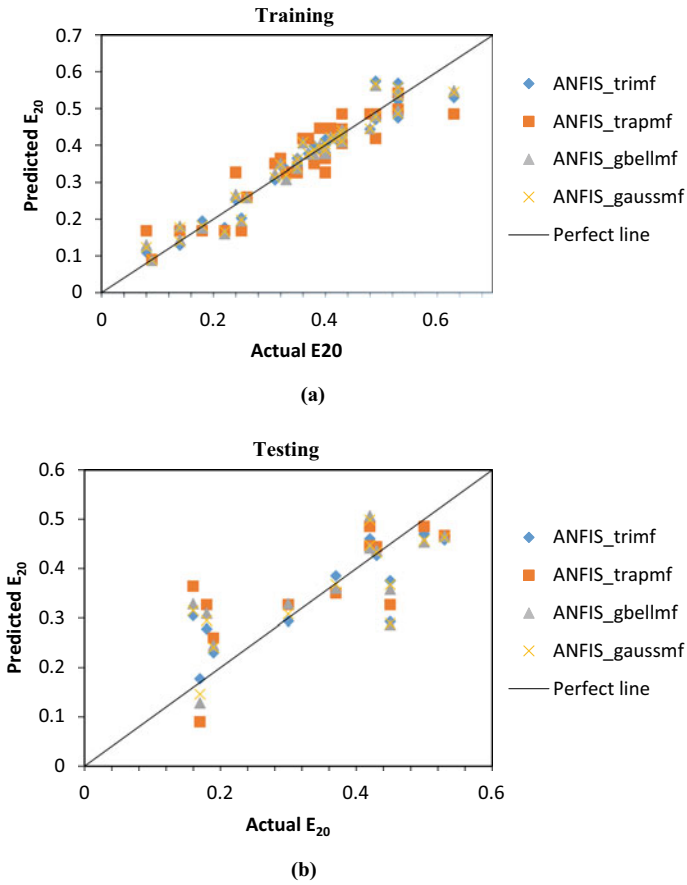 Training
0.7
0.6
0.5
0.4
0.3
0.2
0.1
0
Predicted E20
0
0.2
0.4
0.6
Actual E20
ANFIS_trimf
ANFIS_trapmf
ANFIS_gbellmf
ANFIS_gaussmf
Perfect line
(a)
Testing
0.6
0.5
0.4
0.3
0.2
0.1
0
Predicted E20
0
0.2
0.4
0.6
Actual E20
ANFIS_trimf
ANFIS_trapmf
ANFIS_gbellmf
ANFIS_gaussmf
Perfect line
(b)